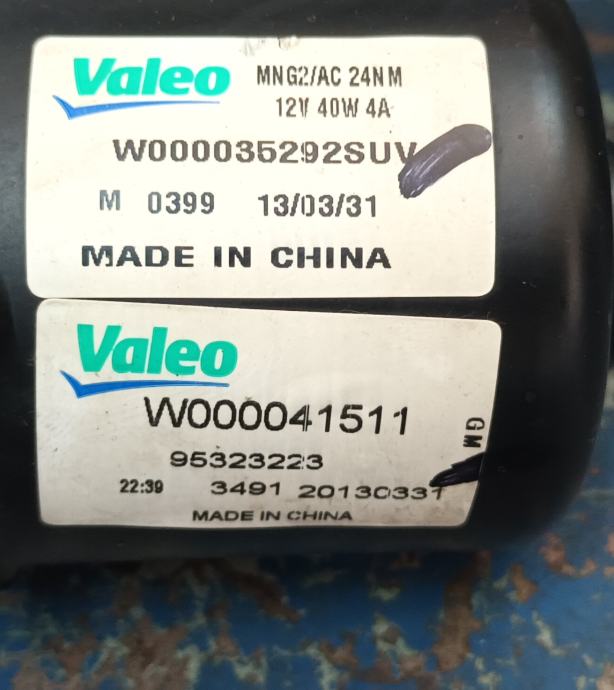 Valeo MNG2/AC 24NM
12V 40W 4A
W000035292SUV
M 0399 13/03/31
MADE IN CHINA
Valeo
W000041511
GM
95323223
22:39 3491 20130331
MADE IN CHINA